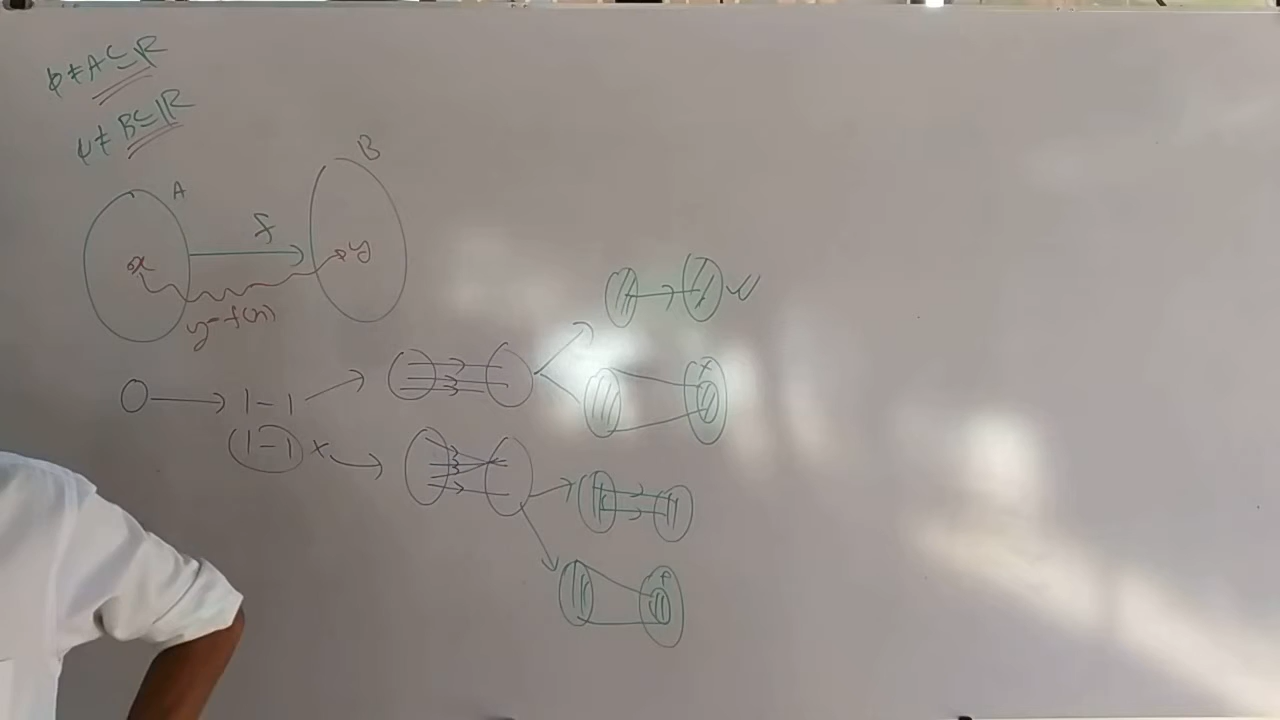 ϕ ≠ A ⊆ ℝ
ϕ ≠ B ⊆ ℝ
B
A
f
x
y
y = f(x)
1-1
(1-1) x
x